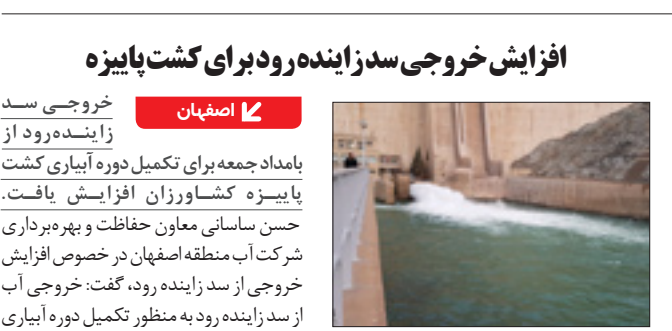 افزایش خروجی سد زاینده رود برای کشت پاییزه
اصفهان
خروجی سد
زاینده‌رود از
بامداد جمعه برای تکمیل دوره آبیاری کشت
پاییزه کشاورزان افزایش یافت.
حسن ساسانی معاون حفاظت و بهره‌برداری
شرکت آب منطقه اصفهان در خصوص افزایش
خروجی از سد زاینده رود، گفت: خروجی آب
از سد زاینده رود به منظور تکمیل دوره آبیاری